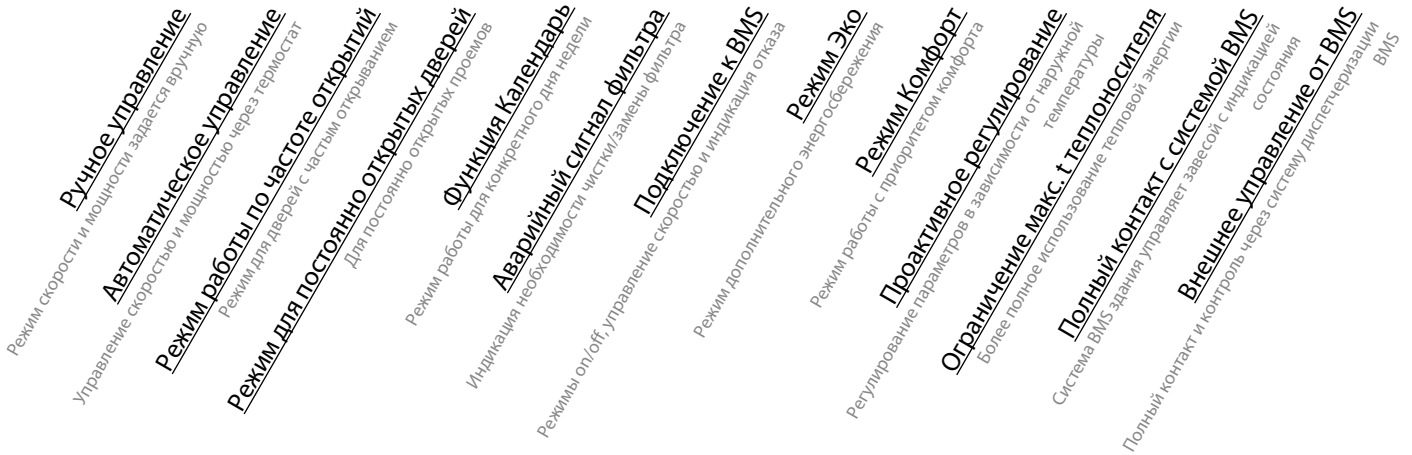 Ручное управление
Режим скорости и мощности задается вручную
Автоматическое управление
Управление скоростью и мощностью через термостат
Режим работы по частоте открытий
Режим для дверей с частым открыванием
Режим для постоянно открытых дверей
Для постоянно открытых проемов
Функция Календарь
Режим работы для конкретного дня недели
Аварийный сигнал фильтра
Индикация необходимости чистки/замены фильтра
Подключение к BMS
Режимы on/off, управление скоростью и индикация отказа
Режим Эко
Режим дополнительного энергосбережения
Режим Комфорт
Режим работы с приоритетом комфорта
Проактивное регулирование
Регулирование параметров в зависимости от наружной
температуры
Ограничение макс. t теплоносителя
Более полное использование тепловой энергии
Полный контакт с системой BMS
Система BMS здания управляет завесой с индикацией
состояния
Внешнее управление от BMS
Полный контакт и контроль через систему диспетчеризации
BMS